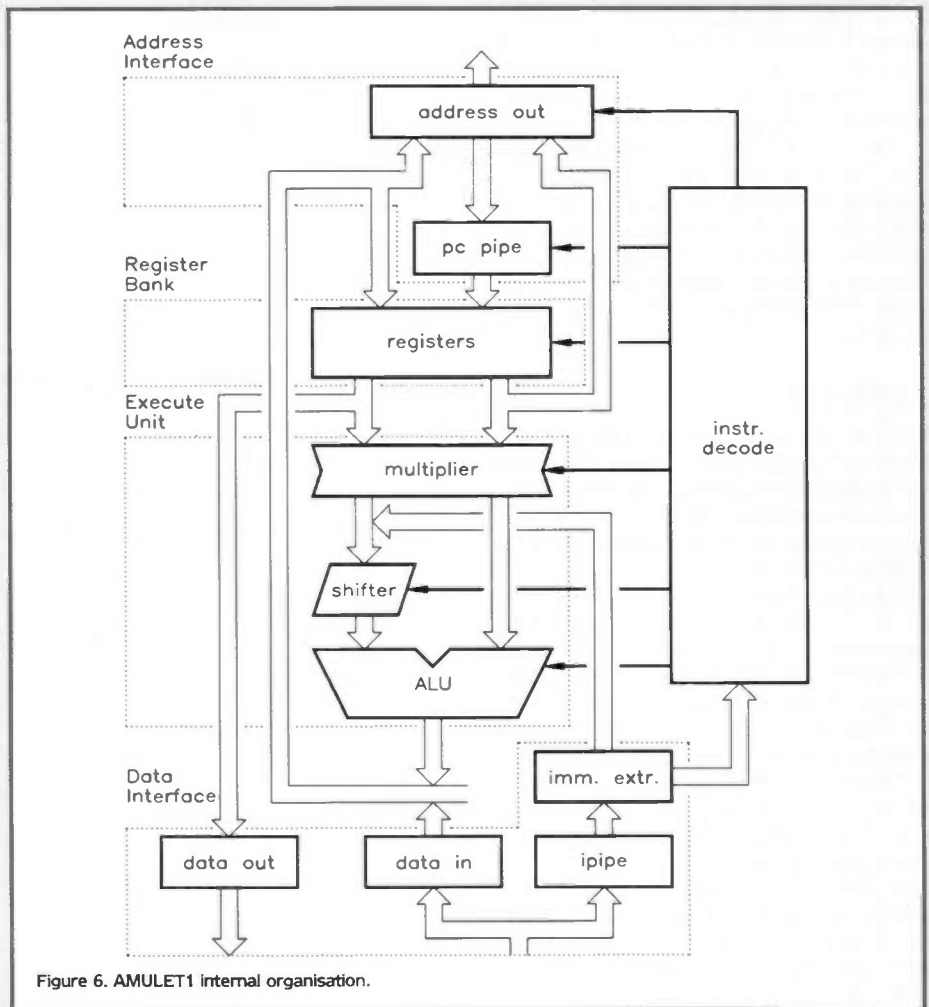 Address
Interface
address out
pc pipe
Register
Bank
registers
Execute
Unit
instr.
decode
multiplier
shifter
ALU
Data
Interface
imm. extr.
data out
data in
ipipe
Figure 6. AMULET1 internal organisation.